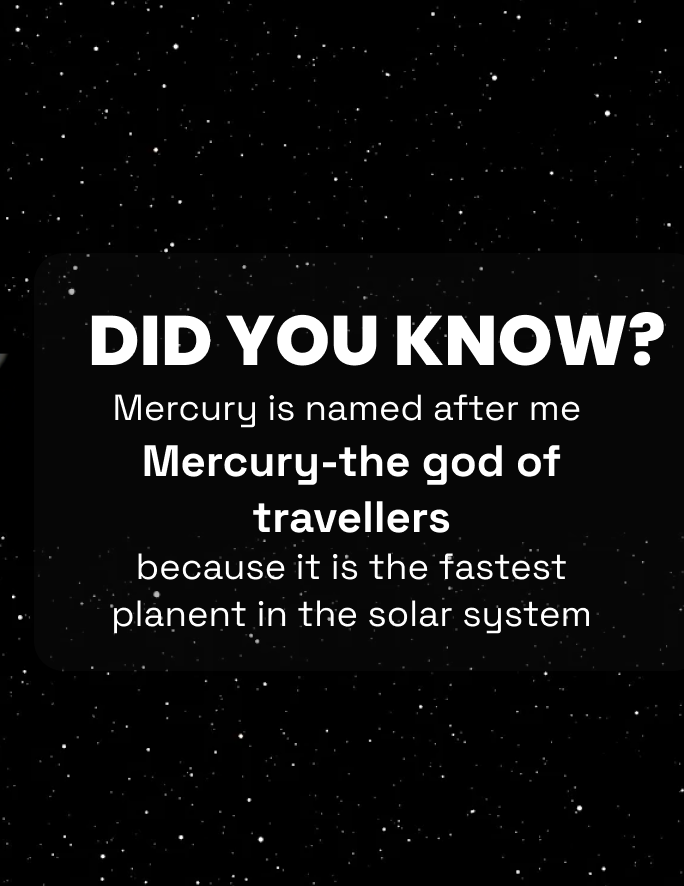 DID YOU KNOW?
Mercury is named after me
Mercury-the god of
travellers
because it is the fastest
planent in the solar system